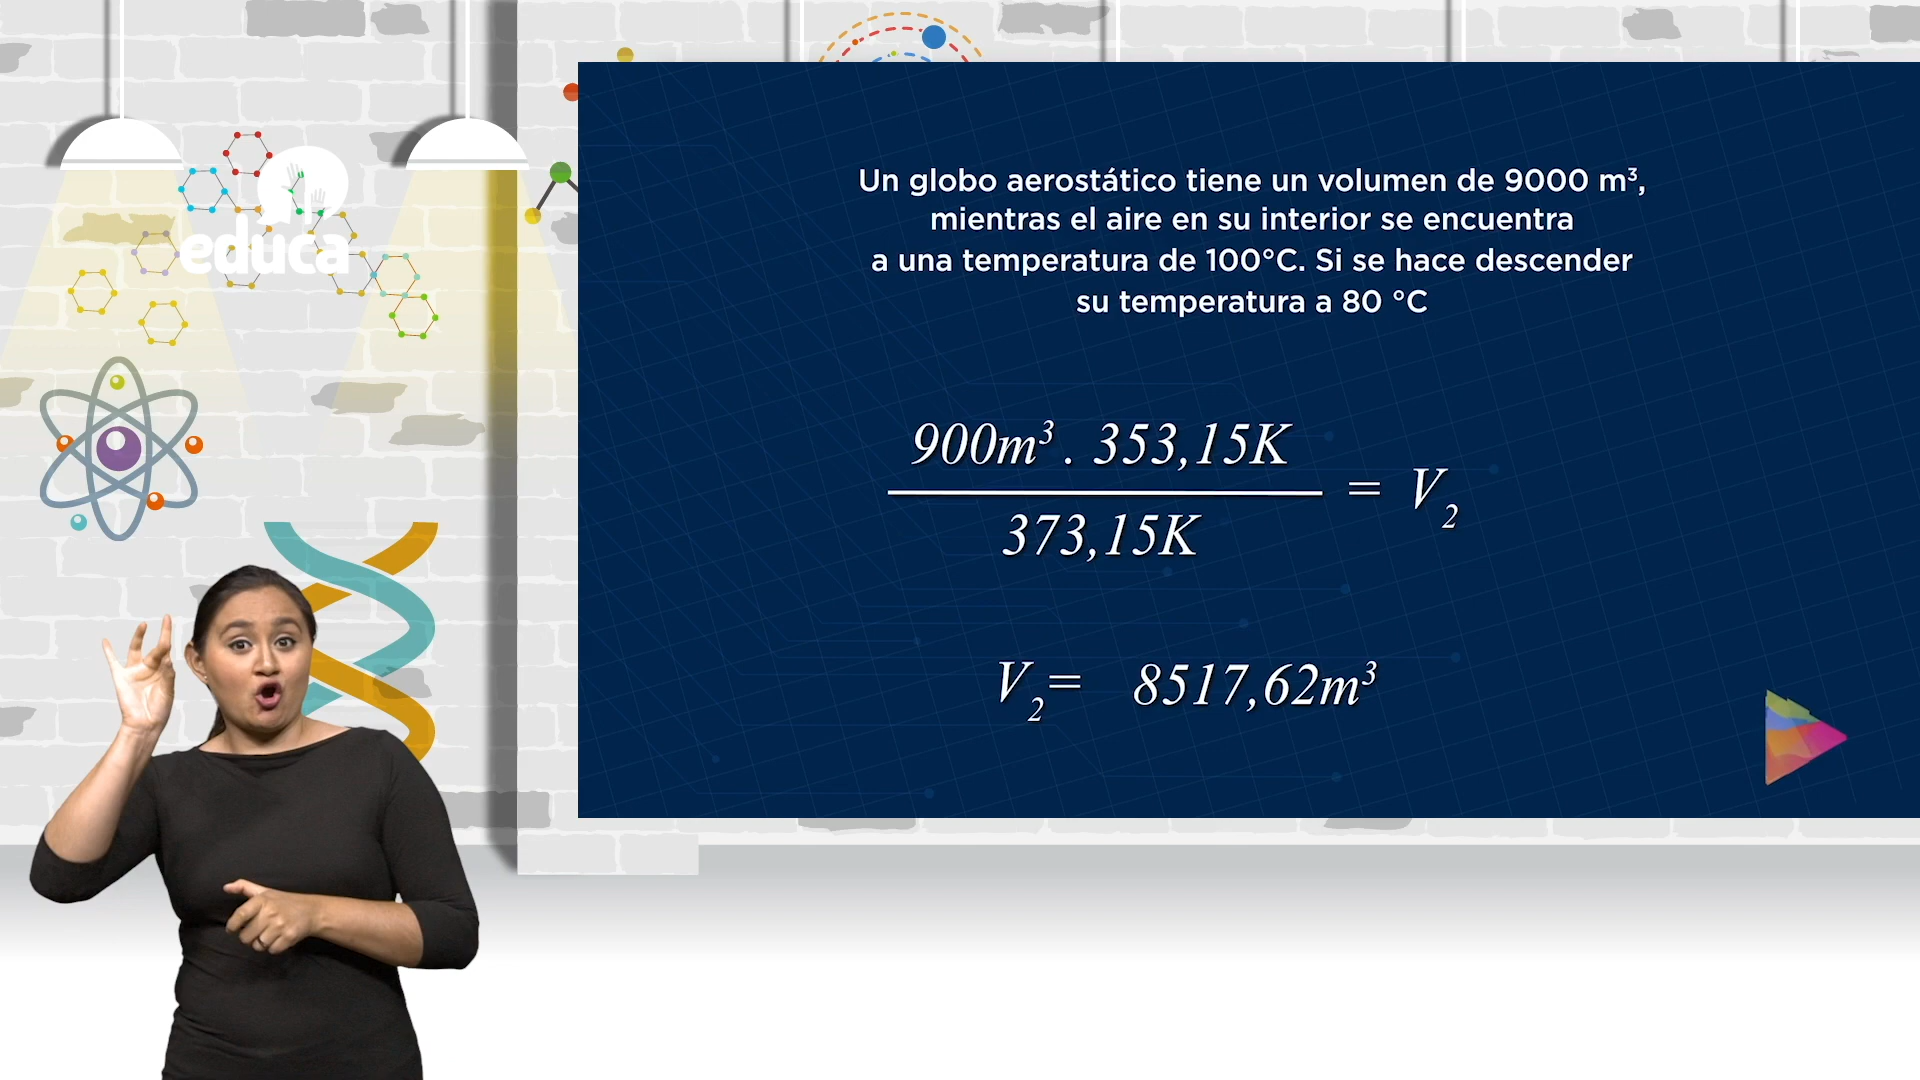 educa
Un globo aerostático tiene un volumen de 9000 m³,
mientras el aire en su interior se encuentra
a una temperatura de 100°C. Si se hace descender
su temperatura a 80 °C
900m³ . 353,15K
373,15K
= V₂
V₂= 8517,62m³